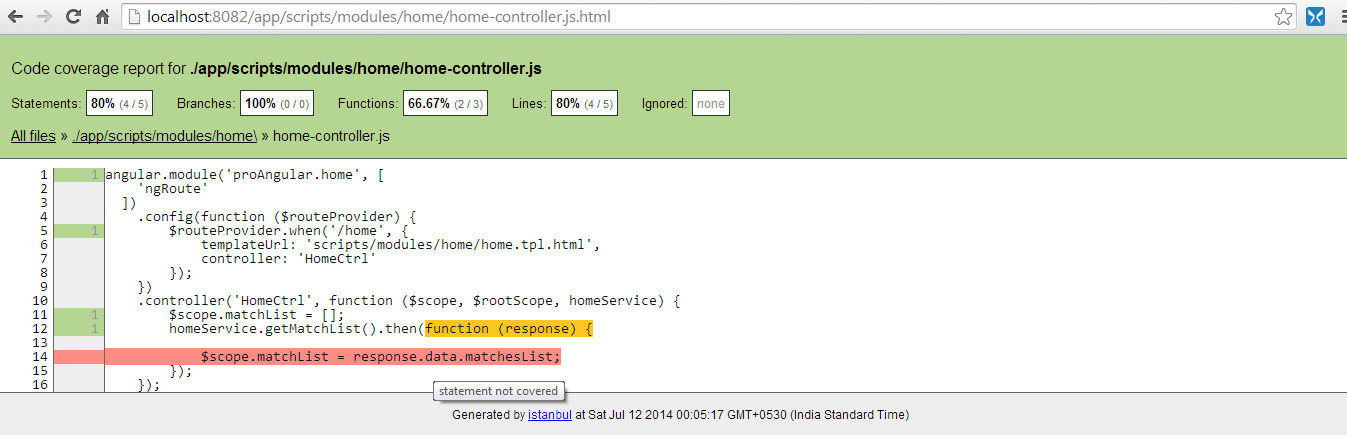 localhost:8082/app/scripts/modules/home/home-controller.js.html
Code coverage report for ./app/scripts/modules/home/home-controller.js
Statements: 80% (4 / 5) Branches: 100% (0 / 0) Functions: 66.67% (2 / 3) Lines: 80% (4 / 5) Ignored: none
All files » ./app/scripts/modules/home\ » home-controller.js
1 1 angular.module('proAngular.home', [
2 'ngRoute'
3 ])
4 .config(function ($routeProvider) {
5 1 $routeProvider.when('/home', {
6 templateUrl: 'scripts/modules/home/home.tpl.html',
7 controller: 'HomeCtrl'
8 });
9 })
10 .controller('HomeCtrl', function ($scope, $rootScope, homeService) {
11 1 $scope.matchList = [];
12 1 homeService.getMatchList().then(function (response) {
13
14 $scope.matchList = response.data.matchesList;
15 });
16 });
statement not covered
Generated by istanbul at Sat Jul 12 2014 00:05:17 GMT+0530 (India Standard Time)